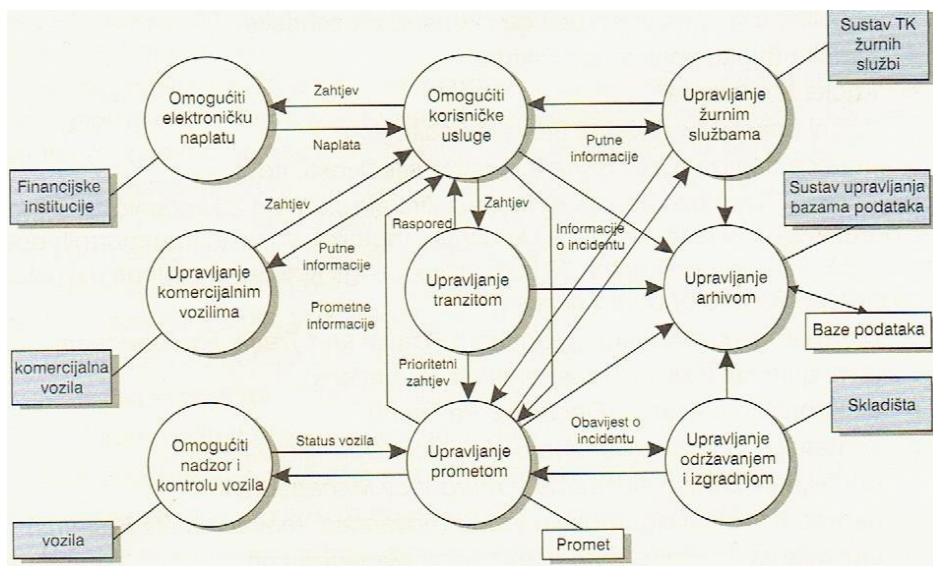 Sustav TK
žurnih
službi
Omogućiti
elektroničku
naplatu
Zahtjev
Naplata
Omogućiti
korisničke
usluge
Putne
informacije
Upravljanje
žurnim
službama
Financijske
institucije
Zahtjev
Putne
informacije
Raspored
Zahtjev
Informacije
o incidentu
Sustav upravljanja
bazama podataka
Upravljanje
komercijalnim
vozilima
Prometne
informacije
Upravljanje
tranzitom
Upravljanje
arhivom
Baze podataka
komercijalna
vozila
Prioritetni
zahtjev
Skladišta
Omogućiti
nadzor i
kontrolu vozila
Status vozila
Upravljanje
prometom
Obavijest o
incidentu
Upravljanje
održavanjem
i izgradnjom
vozila
Promet